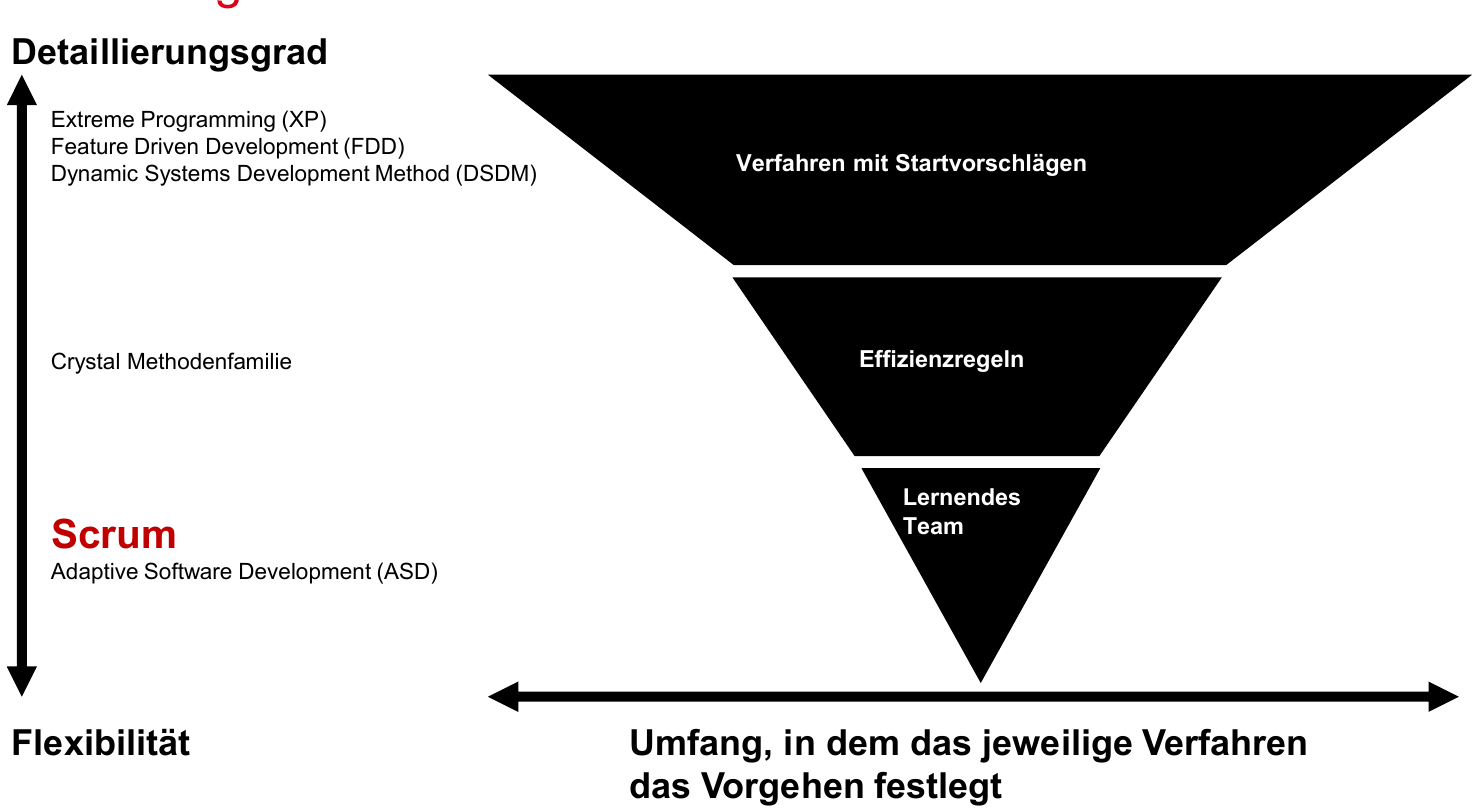 Detaillierungsgrad
Extreme Programming (XP)
Feature Driven Development (FDD)
Dynamic Systems Development Method (DSDM)
Verfahren mit Startvorschlägen
Crystal Methodenfamilie
Effizienzregeln
Lernendes
Team
Scrum
Adaptive Software Development (ASD)
Flexibilität
Umfang, in dem das jeweilige Verfahren
das Vorgehen festlegt